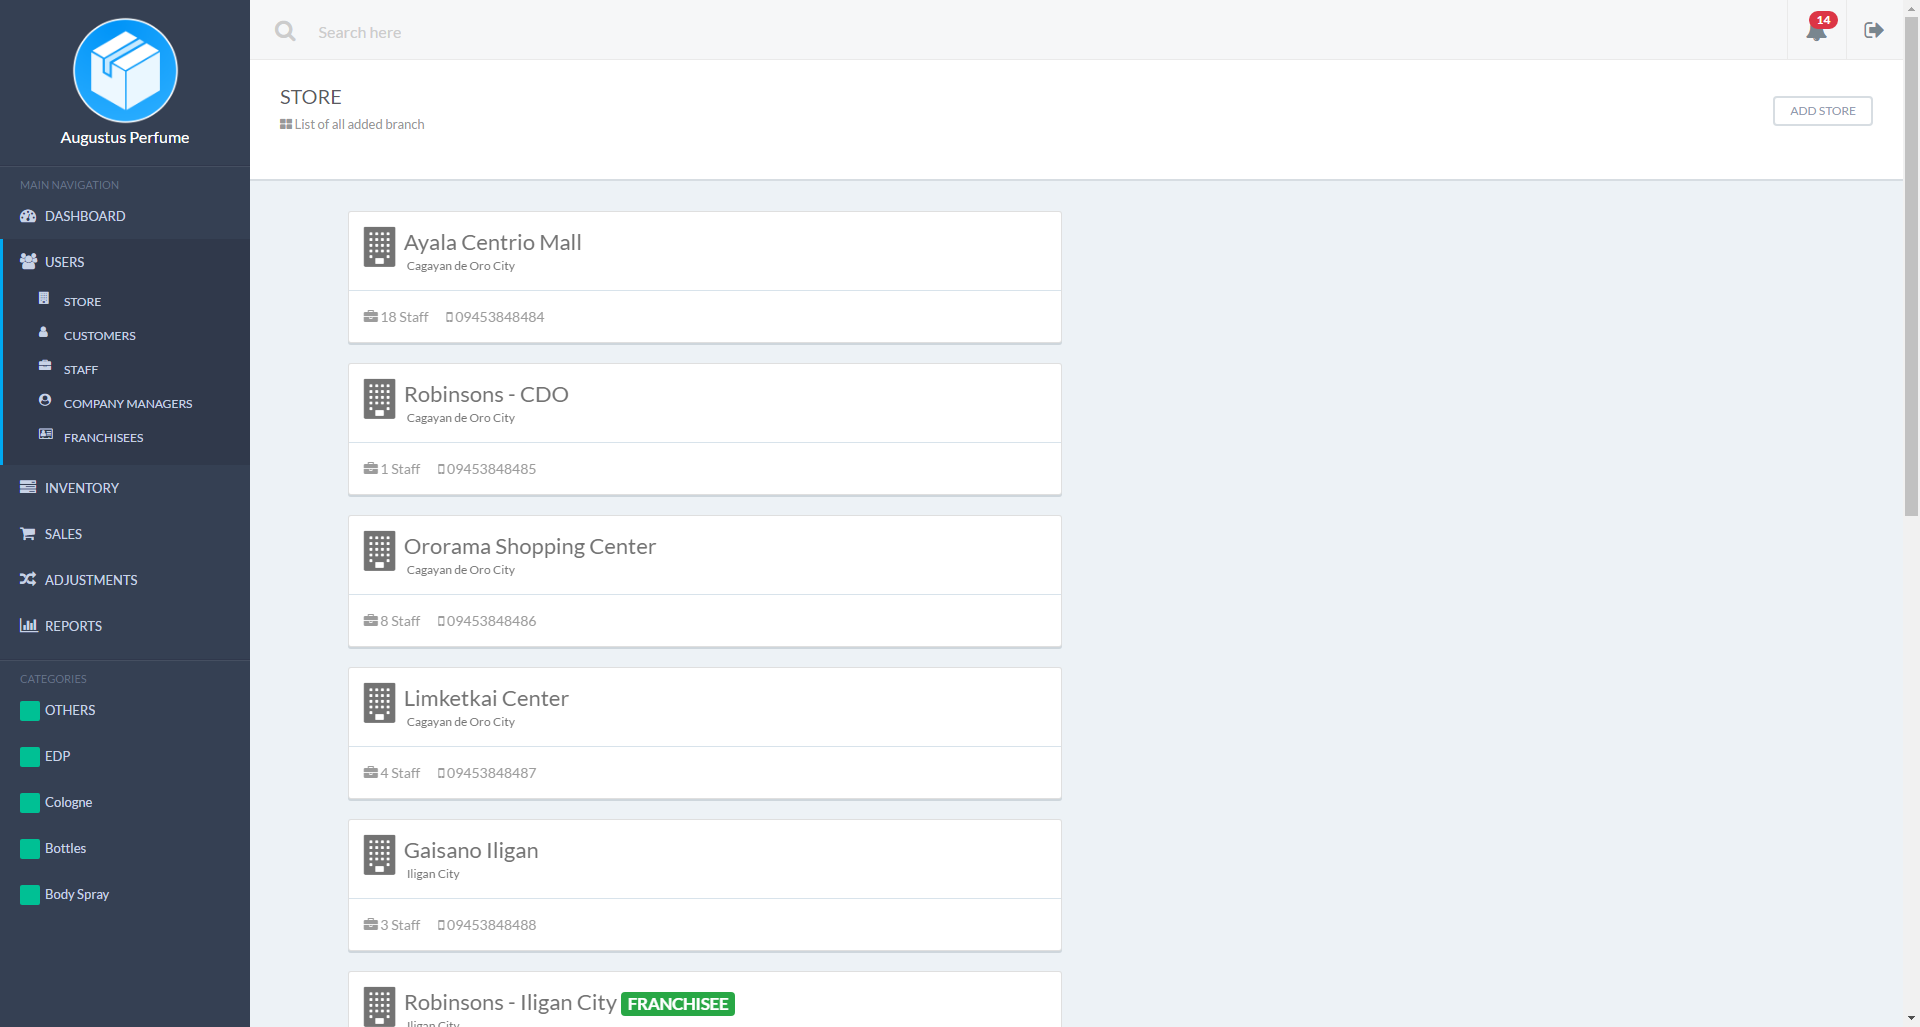 Augustus Perfume
MAIN NAVIGATION
DASHBOARD
USERS
STORE
CUSTOMERS
STAFF
COMPANY MANAGERS
FRANCHISEES
INVENTORY
SALES
ADJUSTMENTS
REPORTS
CATEGORIES
OTHERS
EDP
Cologne
Bottles
Body Spray
Search here
14
STORE
List of all added branch
ADD STORE
Ayala Centrio Mall
Cagayan de Oro City
18 Staff 09453848484
Robinsons - CDO
Cagayan de Oro City
1 Staff 09453848485
Ororama Shopping Center
Cagayan de Oro City
8 Staff 09453848486
Limketkai Center
Cagayan de Oro City
4 Staff 09453848487
Gaisano Iligan
Iligan City
3 Staff 09453848488
Robinsons - Iligan City FRANCHISEE
Iligan City